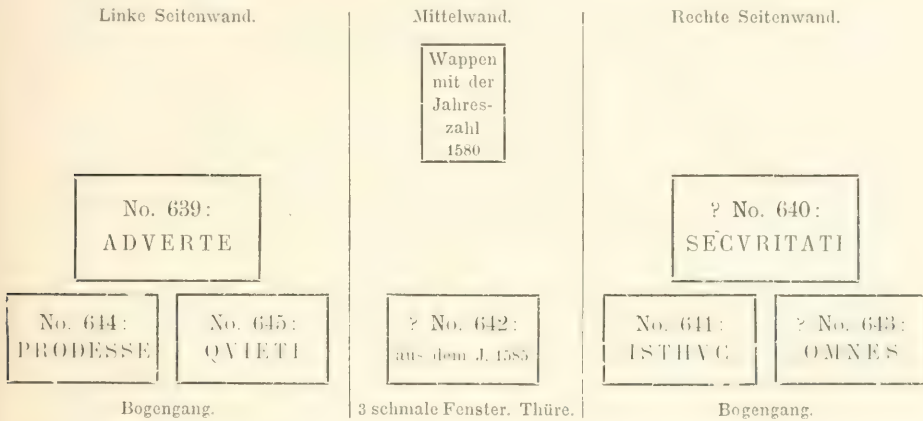 Linke Seitenwand.
Mittelwand.
Rechte Seitenwand.
Wappen
mit der
Jahres-
zahl
1580
No. 639:
ADVERTE
? No. 640:
SECVRITATI
No. 644:
PRODESSE
No. 645:
QVIETI
? No. 642:
aus dem J. 1585
No. 641:
ISTHVC
? No. 643:
OMNES
Bogengang.
3 schmale Fenster. Thüre.
Bogengang.